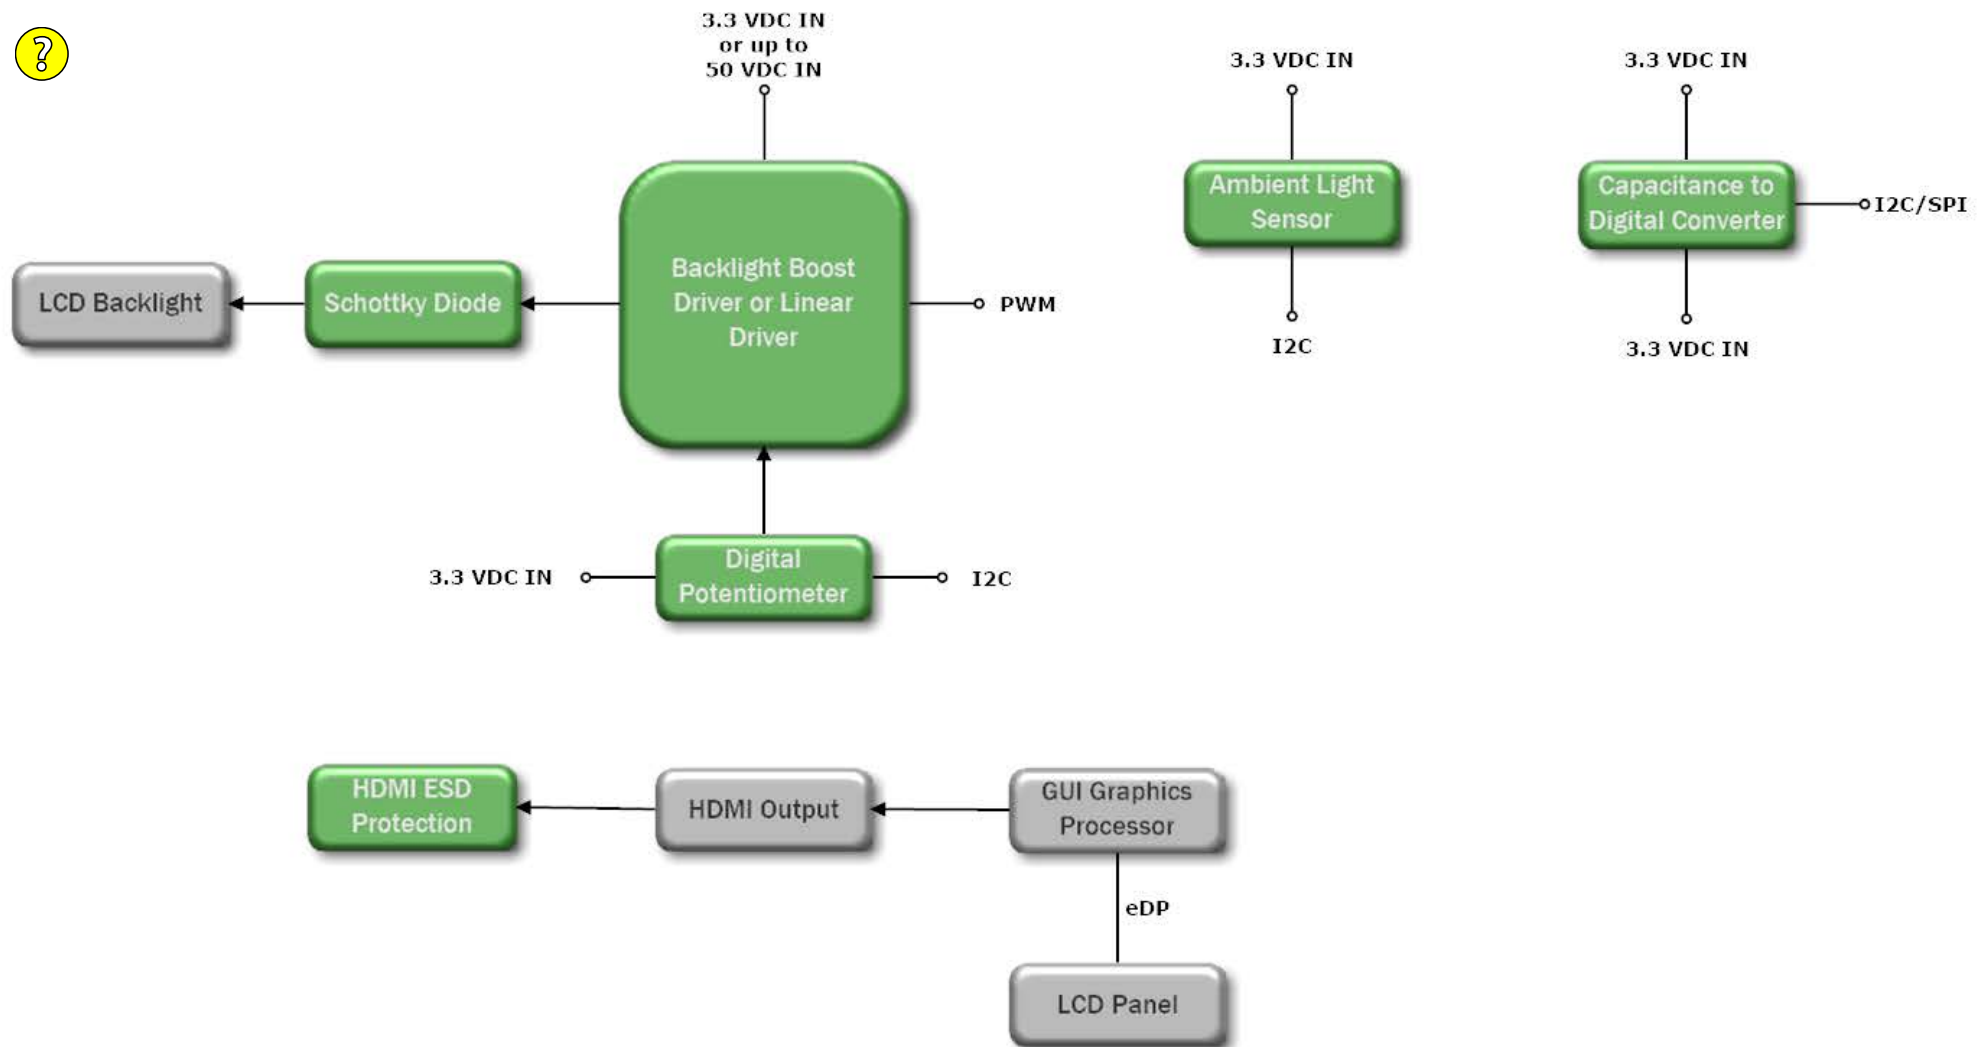 ?
3.3 VDC IN
or up to
50 VDC IN
3.3 VDC IN
3.3 VDC IN
Ambient Light
Sensor
Capacitance to
Digital Converter
I2C/SPI
Backlight Boost
Driver or Linear
Driver
LCD Backlight
Schottky Diode
PWM
I2C
3.3 VDC IN
Digital
Potentiometer
3.3 VDC IN
I2C
HDMI ESD
Protection
HDMI Output
GUI Graphics
Processor
eDP
LCD Panel